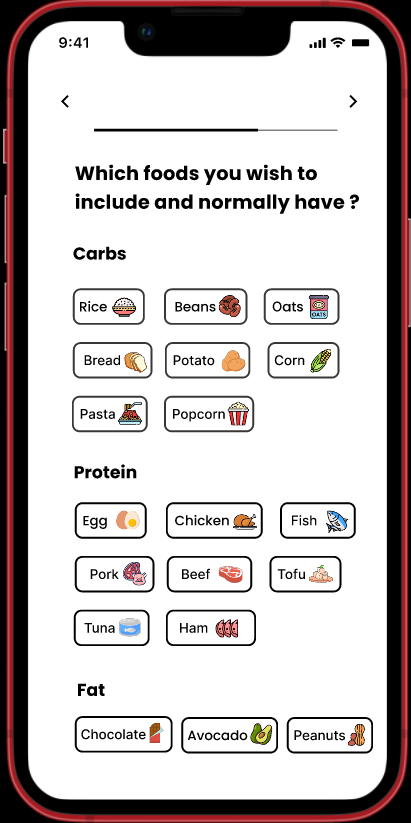 9:41
Which foods you wish to
include and normally have ?
Carbs
Rice Beans Oats OATS
Bread Potato Corn
Pasta Popcorn
Protein
Egg Chicken Fish
Pork Beef Tofu
Tuna Ham
Fat
Chocolate Avocado Peanuts